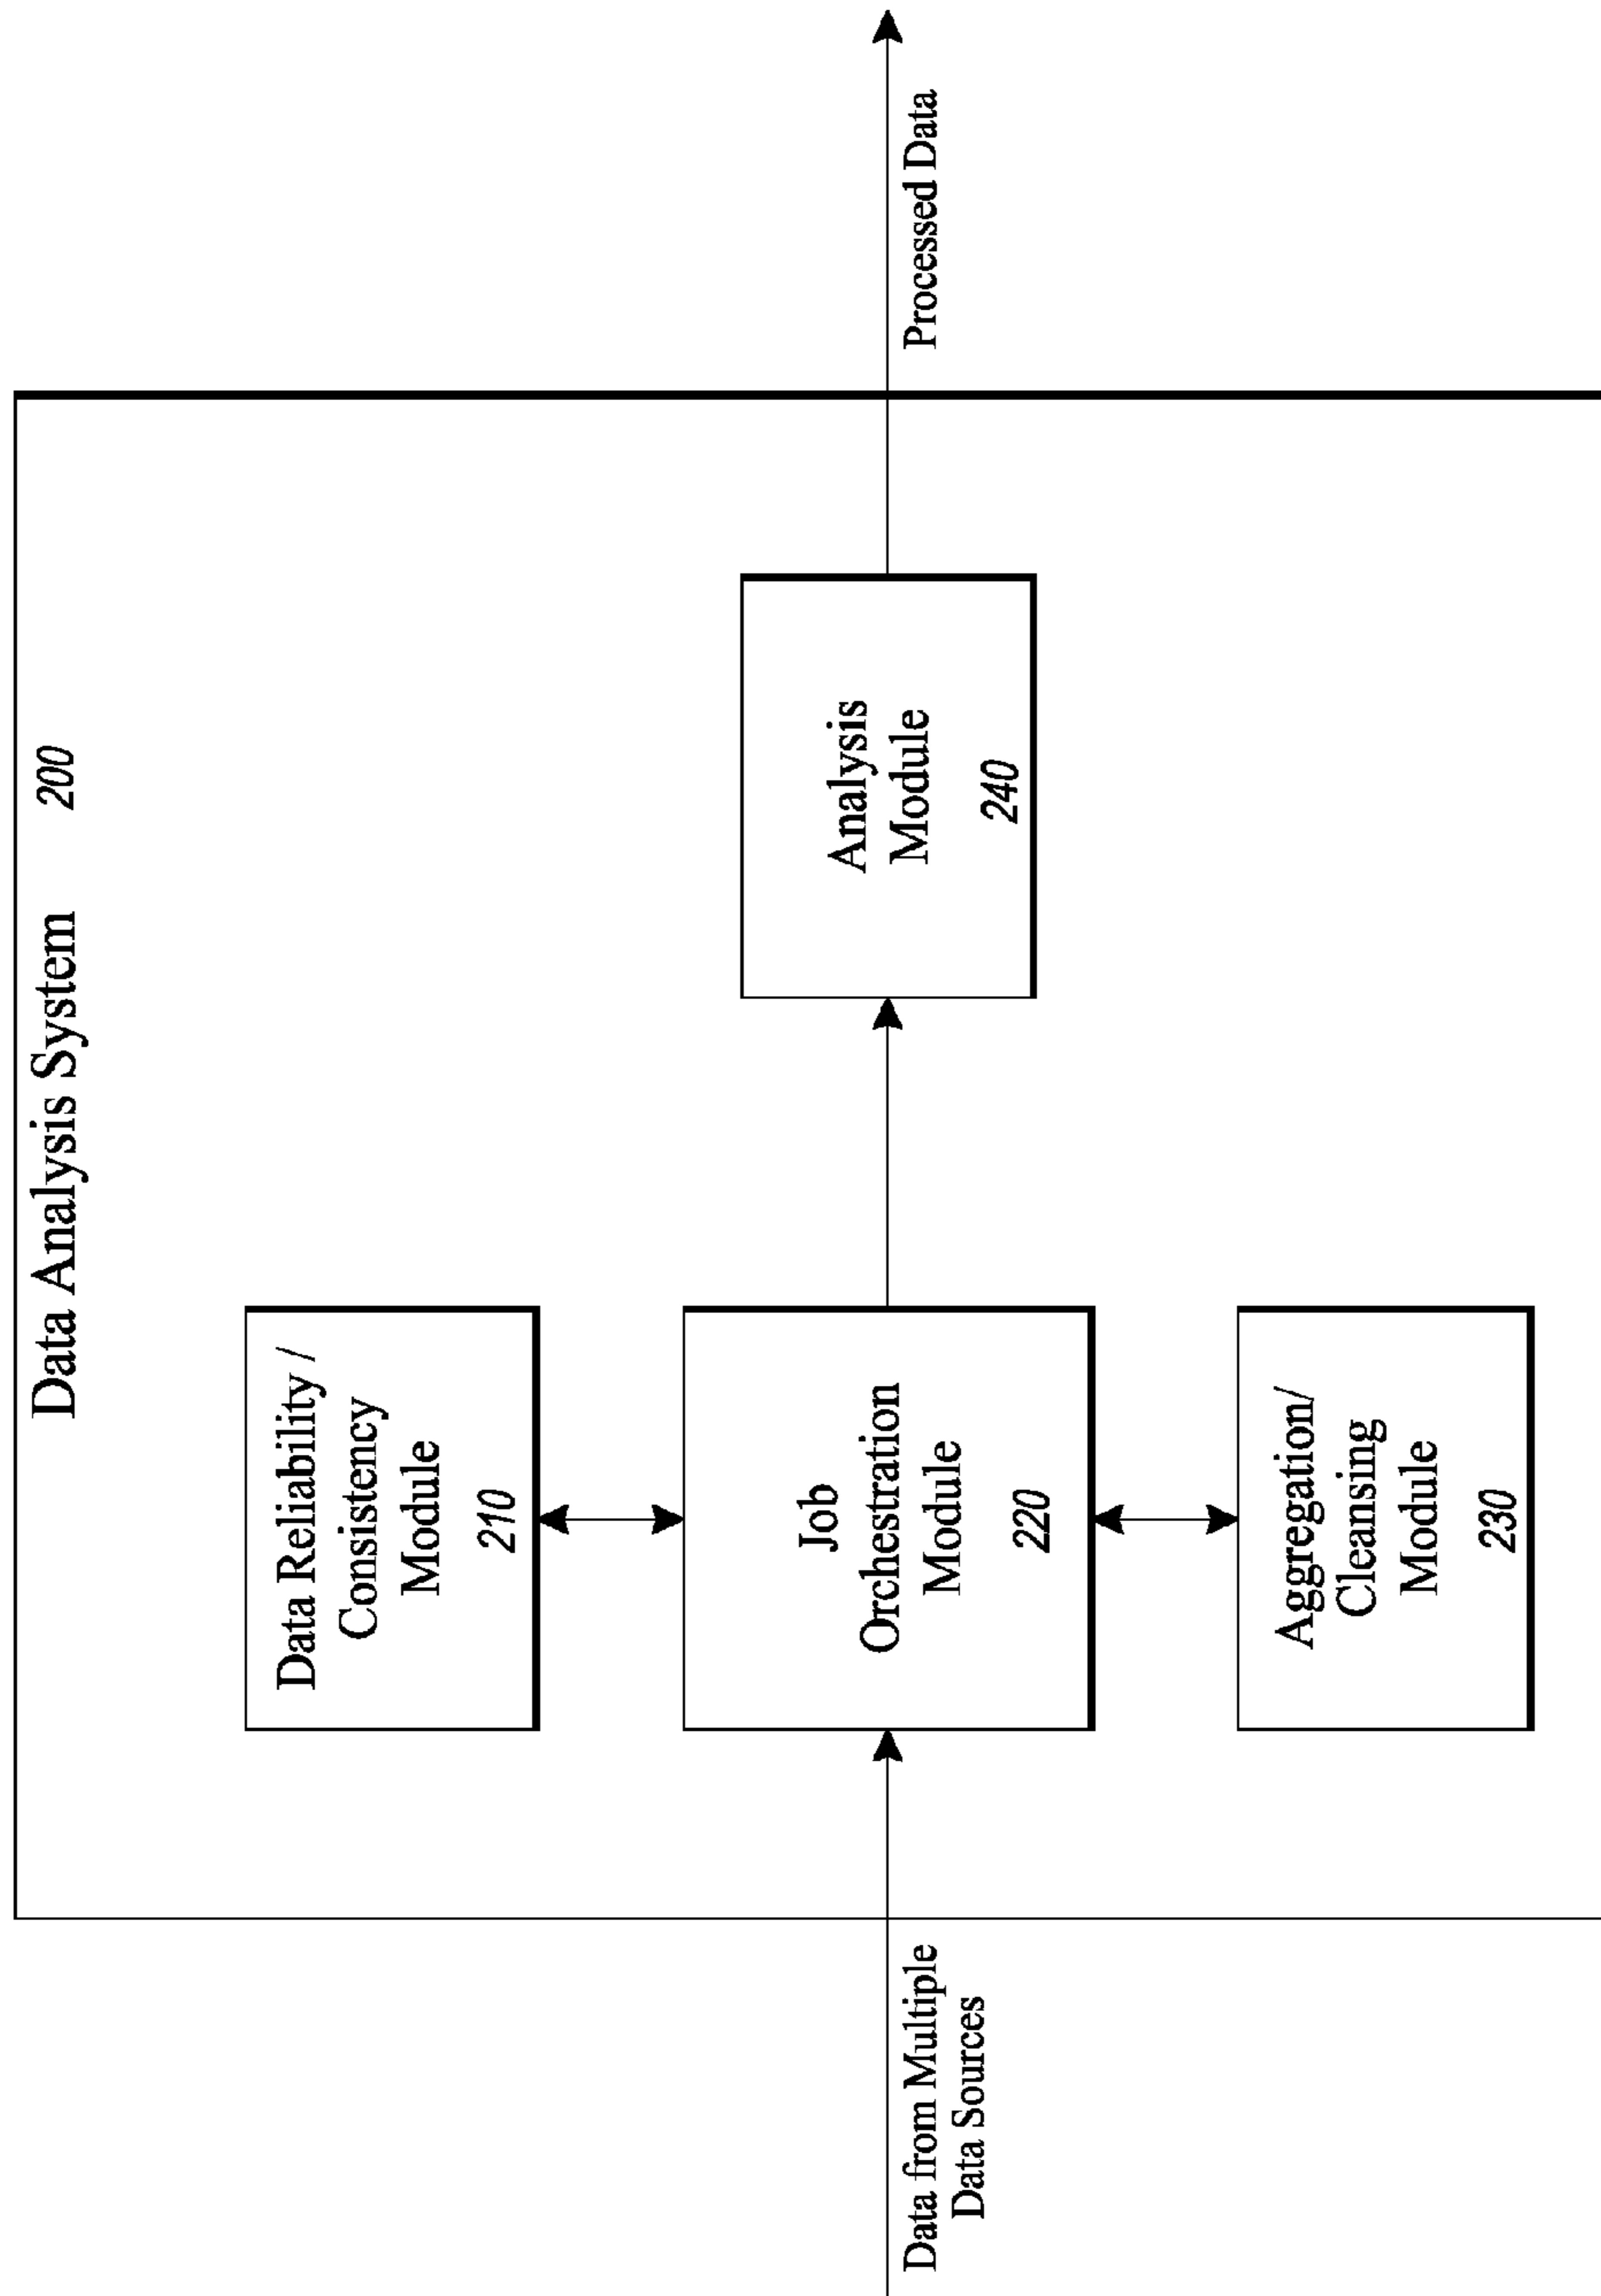 Data Analysis System 200
Data Reliability /
Consistency
Module
210
Data from Multiple
Data Sources
Job
Orchestration
Module
220
Analysis
Module
240
Processed Data
Aggregation/
Cleansing
Module
230